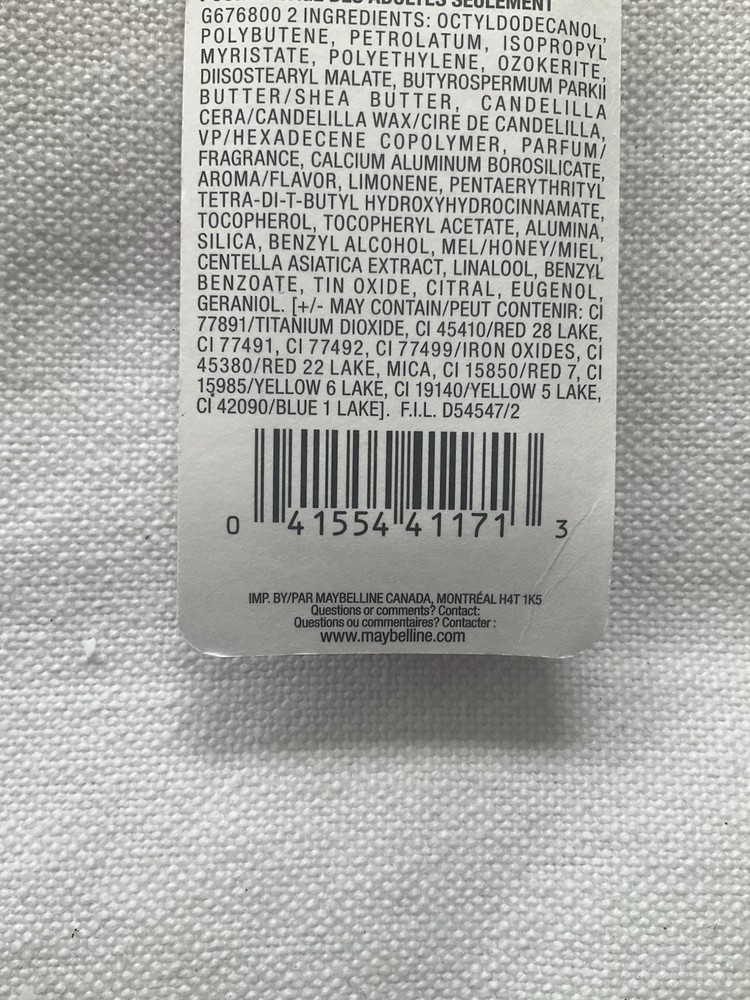 DES ADULTES SEULEMENT
G676800 2 INGREDIENTS: OCTYLDODECANOL,
POLYBUTENE, PETROLATUM, ISOPROPYL
MYRISTATE, POLYETHYLENE, OZOKERITE,
DIISOSTEARYL MALATE, BUTYROSPERMUM PARKII
BUTTER/SHEA BUTTER, CANDELILLA
CERA/CANDELILLA WAX/CIRE DE CANDELILLA,
VP/HEXADECENE COPOLYMER, PARFUM/
FRAGRANCE, CALCIUM ALUMINUM BOROSILICATE,
AROMA/FLAVOR, LIMONENE, PENTAERYTHRITYL
TETRA-DI-T-BUTYL HYDROXYHYDROCINNAMATE,
TOCOPHEROL, TOCOPHERYL ACETATE, ALUMINA,
SILICA, BENZYL ALCOHOL, MEL/HONEY/MIEL,
CENTELLA ASIATICA EXTRACT, LINALOOL, BENZYL
BENZOATE, TIN OXIDE, CITRAL, EUGENOL,
GERANIOL. [+/- MAY CONTAIN/PEUT CONTENIR: CI
77891/TITANIUM DIOXIDE, CI 45410/RED 28 LAKE,
CI 77491, CI 77492, CI 77499/IRON OXIDES, CI
45380/RED 22 LAKE, MICA, CI 15850/RED 7, CI
15985/YELLOW 6 LAKE, CI 19140/YELLOW 5 LAKE,
CI 42090/BLUE 1 LAKE]. F.I.L. D54547/2
0 41554 41171 3
IMP. BY/PAR MAYBELLINE CANADA, MONTRÉAL H4T 1K5
Questions or comments? Contact:
Questions ou commentaires? Contacter :
www.maybelline.com